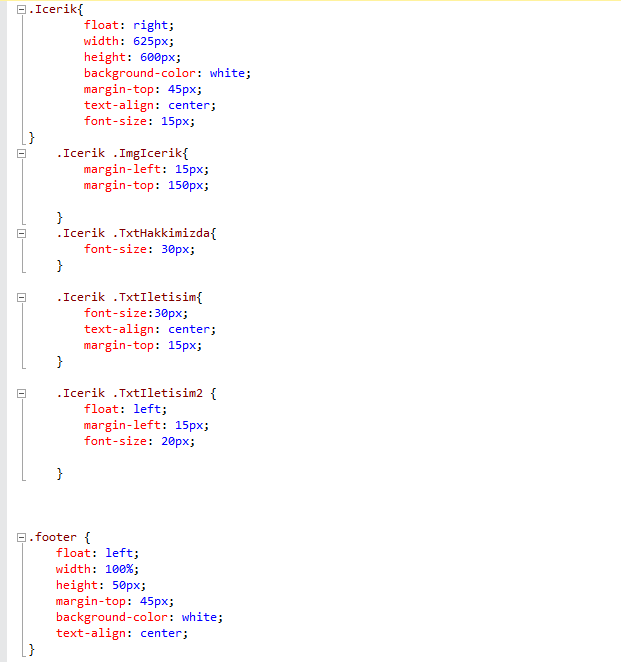 .Icerik{
float: right;
width: 625px;
height: 600px;
background-color: white;
margin-top: 45px;
text-align: center;
font-size: 15px;
}
.Icerik .ImgIcerik{
margin-left: 15px;
margin-top: 150px;
}
.Icerik .TxtHakkimizda{
font-size: 30px;
}
.Icerik .TxtIletisim{
font-size:30px;
text-align: center;
margin-top: 15px;
}
.Icerik .TxtIletisim2 {
float: left;
margin-left: 15px;
font-size: 20px;
}
.footer {
float: left;
width: 100%;
height: 50px;
margin-top: 45px;
background-color: white;
text-align: center;
}